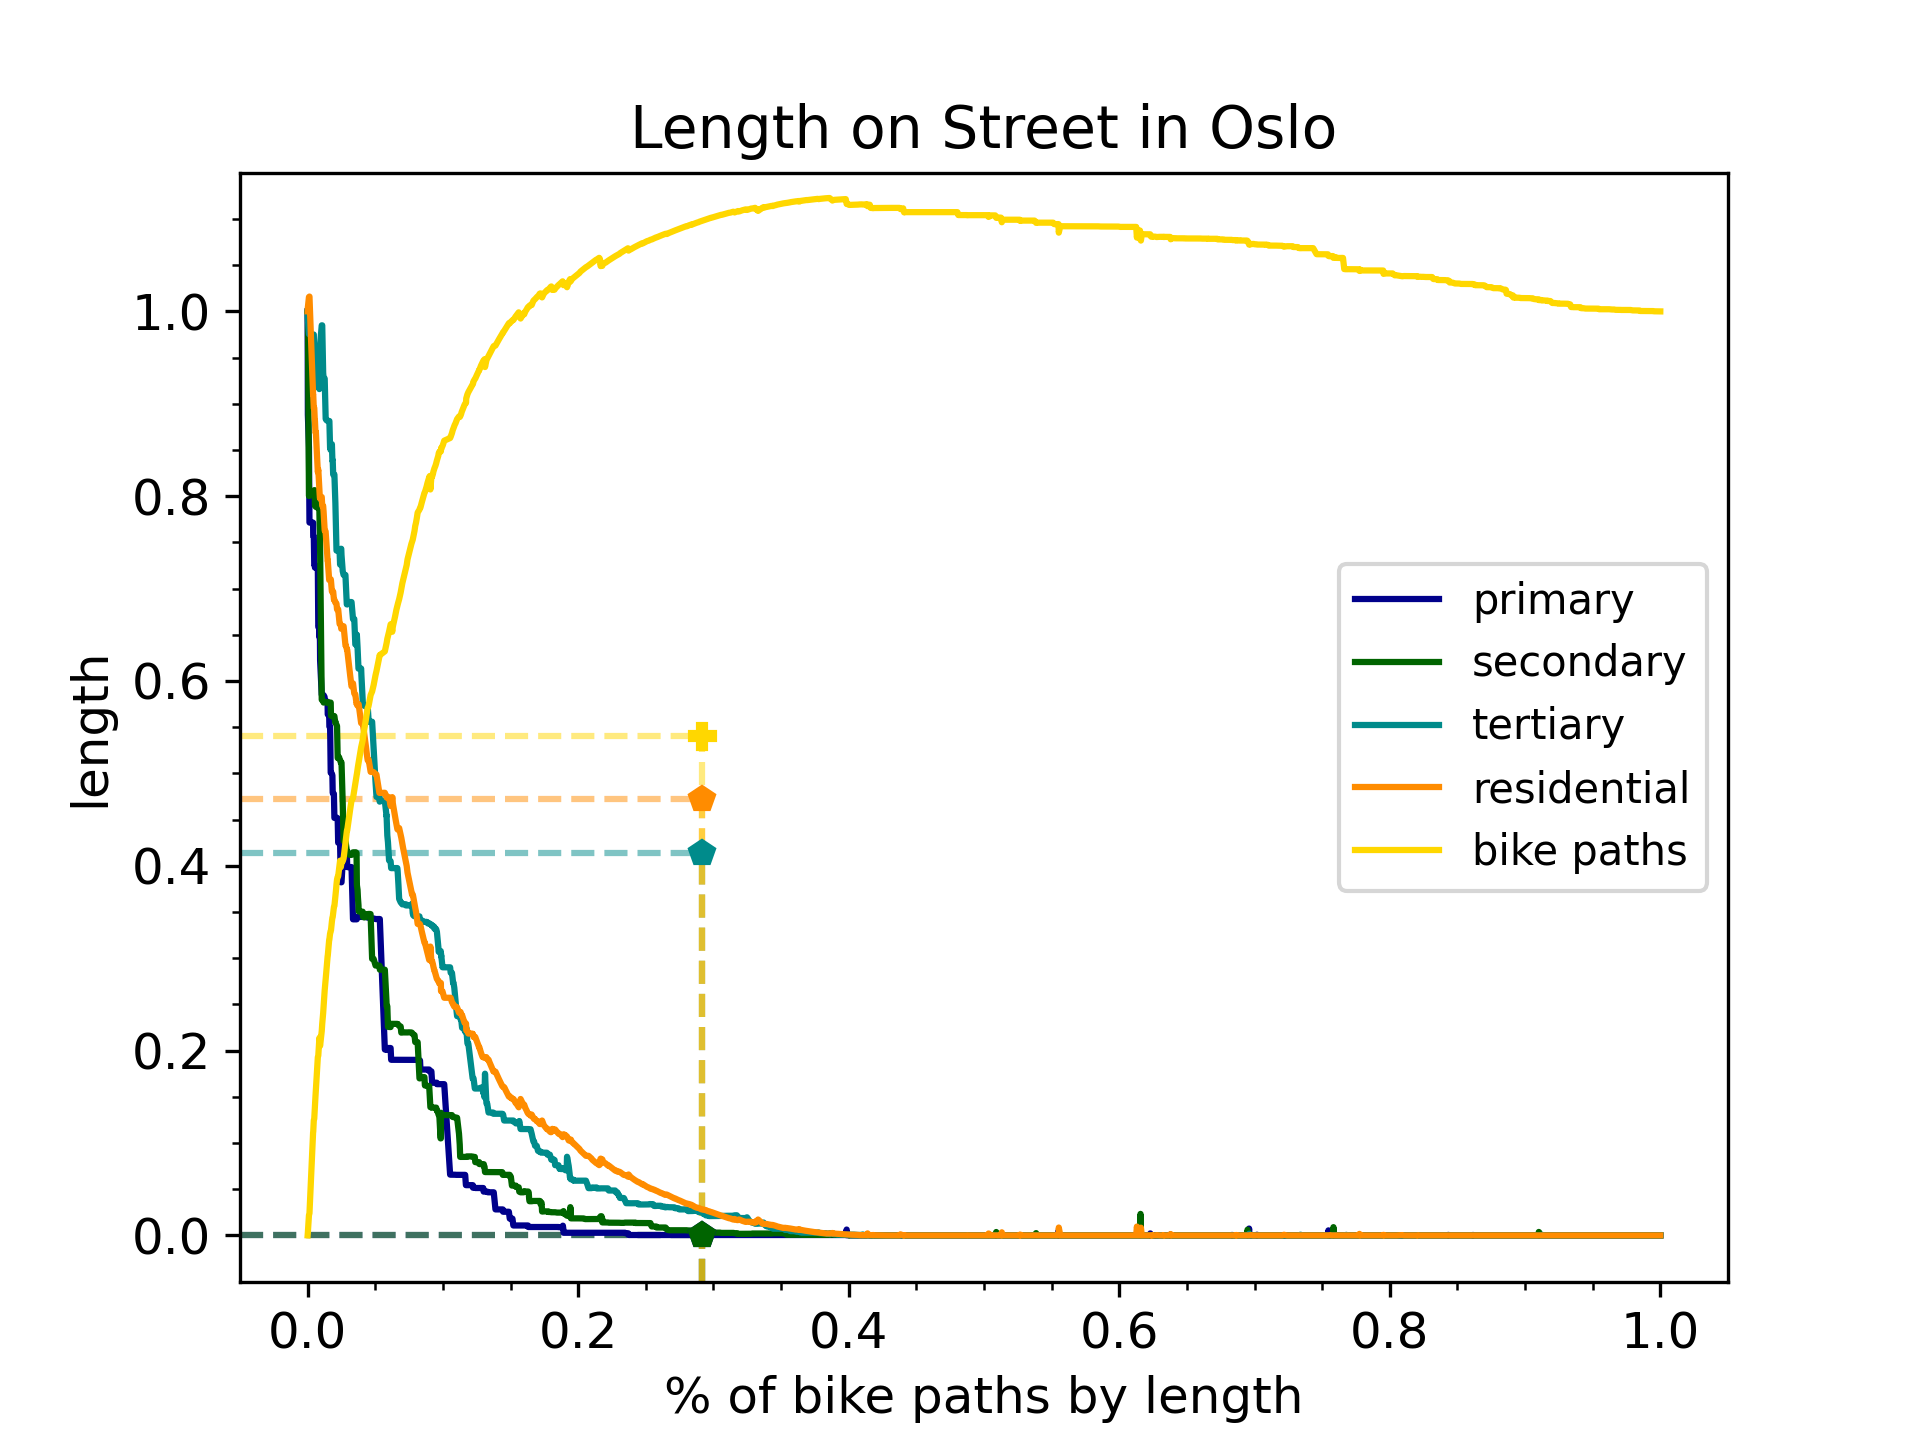 Length on Street in Oslo
length
1.0
0.8
0.6
0.4
0.2
0.0
primary
secondary
tertiary
residential
bike paths
0.0 0.2 0.4 0.6 0.8 1.0
% of bike paths by length